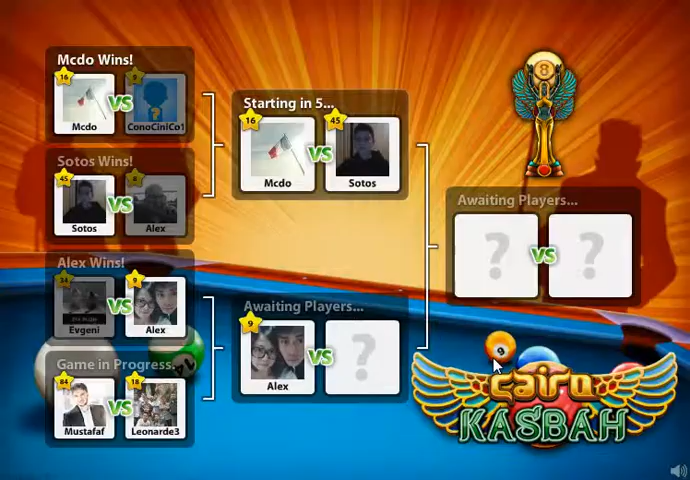 Mcdo Wins!
16
9
VS
Mcdo
ConoCiniCo1
Sotos Wins!
45
8
VS
Sotos
Alex
Alex Wins!
34
9
VS
Evgeni
Alex
Game in Progress...
84
18
VS
Mustafaf
Leonarde3
Starting in 5...
16
45
VS
Mcdo
Sotos
Awaiting Players...
9
?
VS
Alex
8
Awaiting Players...
?
VS
?
9
Cairo
KASBAH